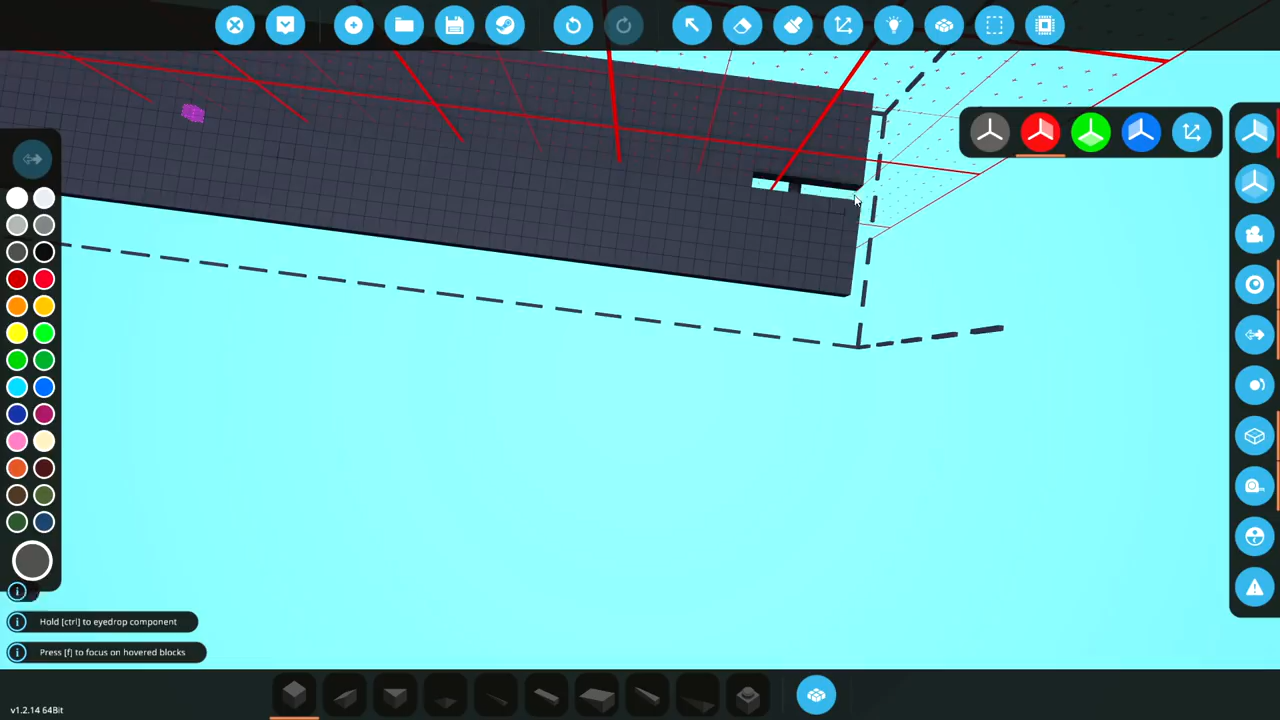 Hold [ctrl] to eyedrop component
Press [f] to focus on hovered blocks
v1.2.14 64Bit